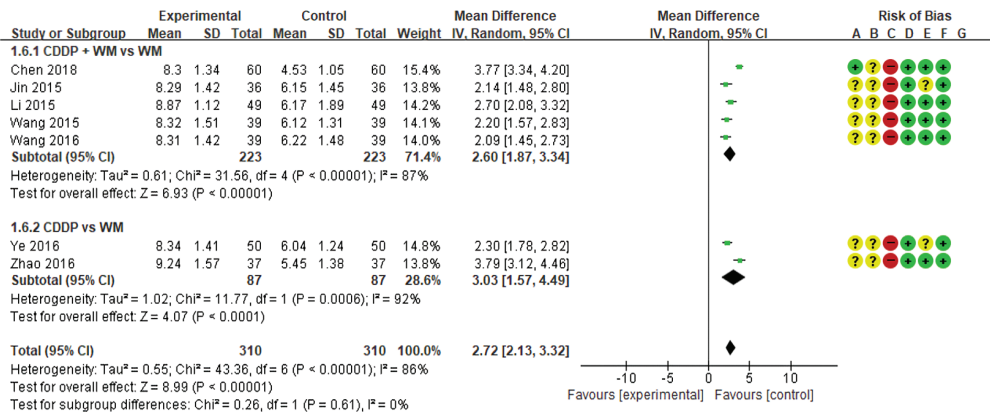 Experimental Control Mean Difference Mean Difference Risk of Bias
Study or Subgroup Mean SD Total Mean SD Total Weight IV, Random, 95% CI IV, Random, 95% CI A B C D E F G
1.6.1 CDDP + WM vs WM
Chen 2018 8.3 1.34 60 4.53 1.05 60 15.4% 3.77 [3.34, 4.20] + ? − + + +
Jin 2015 8.29 1.42 36 6.15 1.45 36 13.8% 2.14 [1.48, 2.80] ? ? − + ? +
Li 2015 8.87 1.12 49 6.17 1.89 49 14.1% 2.70 [2.08, 3.32] ? ? − + + +
Wang 2015 8.32 1.51 39 6.12 1.31 39 14.1% 2.20 [1.57, 2.83] ? ? − + + +
Wang 2016 8.31 1.42 39 6.22 1.48 39 14.0% 2.09 [1.45, 2.73] ? ? − + + +
Subtotal (95% CI) 223 223 71.4% 2.60 [1.87, 3.34]
Heterogeneity: Tau² = 0.61; Chi² = 31.56, df = 4 (P < 0.00001); I² = 87%
Test for overall effect: Z = 6.93 (P < 0.00001)
1.6.2 CDDP vs WM
Ye 2016 8.34 1.41 50 6.04 1.24 50 14.8% 2.30 [1.78, 2.82] ? ? − + ? +
Zhao 2016 9.24 1.57 37 5.45 1.38 37 13.8% 3.79 [3.12, 4.46] ? ? − + + +
Subtotal (95% CI) 87 87 28.6% 3.03 [1.57, 4.49]
Heterogeneity: Tau² = 1.02; Chi² = 11.77, df = 1 (P = 0.0006); I² = 92%
Test for overall effect: Z = 4.07 (P < 0.0001)
Total (95% CI) 310 310 100.0% 2.72 [2.13, 3.32]
Heterogeneity: Tau² = 0.55; Chi² = 43.36, df = 6 (P < 0.00001); I² = 86%
Test for overall effect: Z = 8.99 (P < 0.00001)
Test for subgroup differences: Chi² = 0.26, df = 1 (P = 0.61), I² = 0%
-10 -5 0 5 10
Favours [experimental] Favours [control]